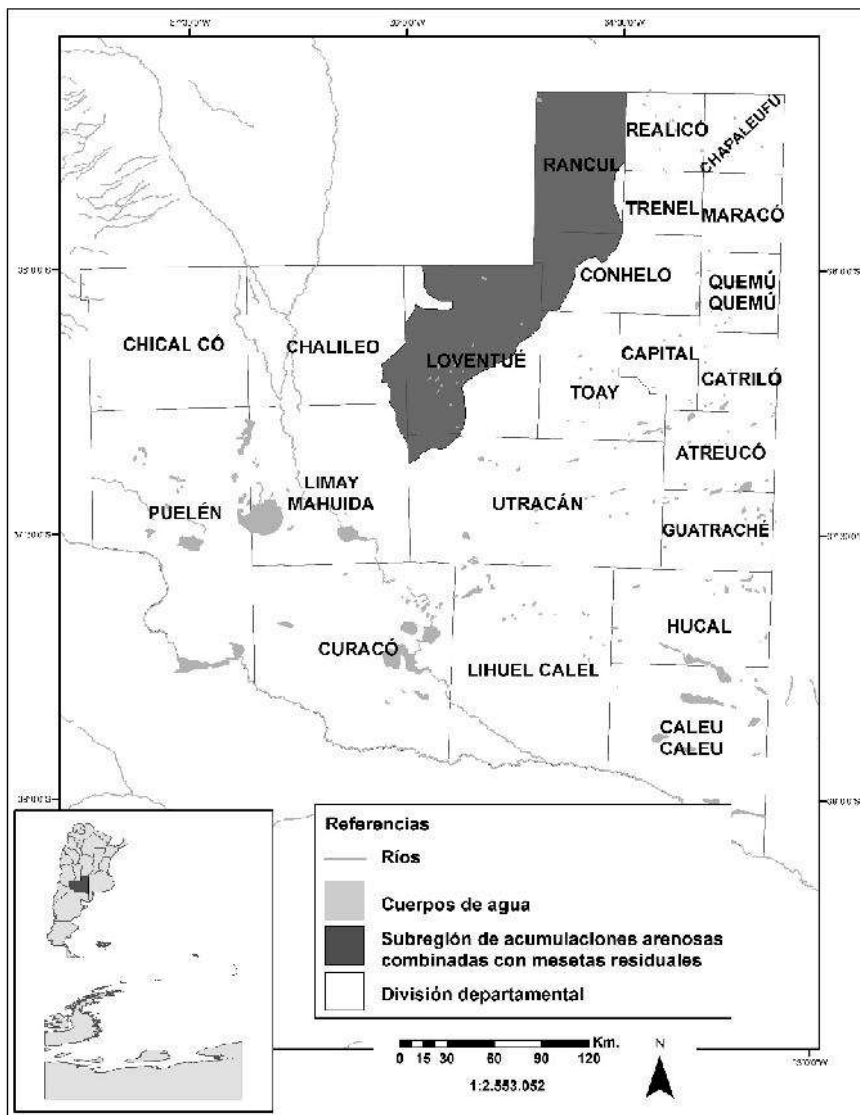 REALICÓ
CHAPALEUFÚ
RANCUL
TRENEL
MARACÓ
CONHELO
QUEMÚ
QUEMÚ
CHICAL CÓ
CHALILEO
LOVENTUÉ
CAPITAL
TOAY
CATRILÓ
ATREUCÓ
LIMAY
MAHUIDA
PUELÉN
UTRACÁN
GUATRACHÉ
CURACÓ
HUCAL
LIHUEL CALEL
CALEU
CALEU
Referencias
Ríos
Cuerpos de agua
Subregión de acumulaciones arenosas
combinadas con mesetas residuales
División departamental
Km.
0 15 30 60 90 120
N
1:2.553.052